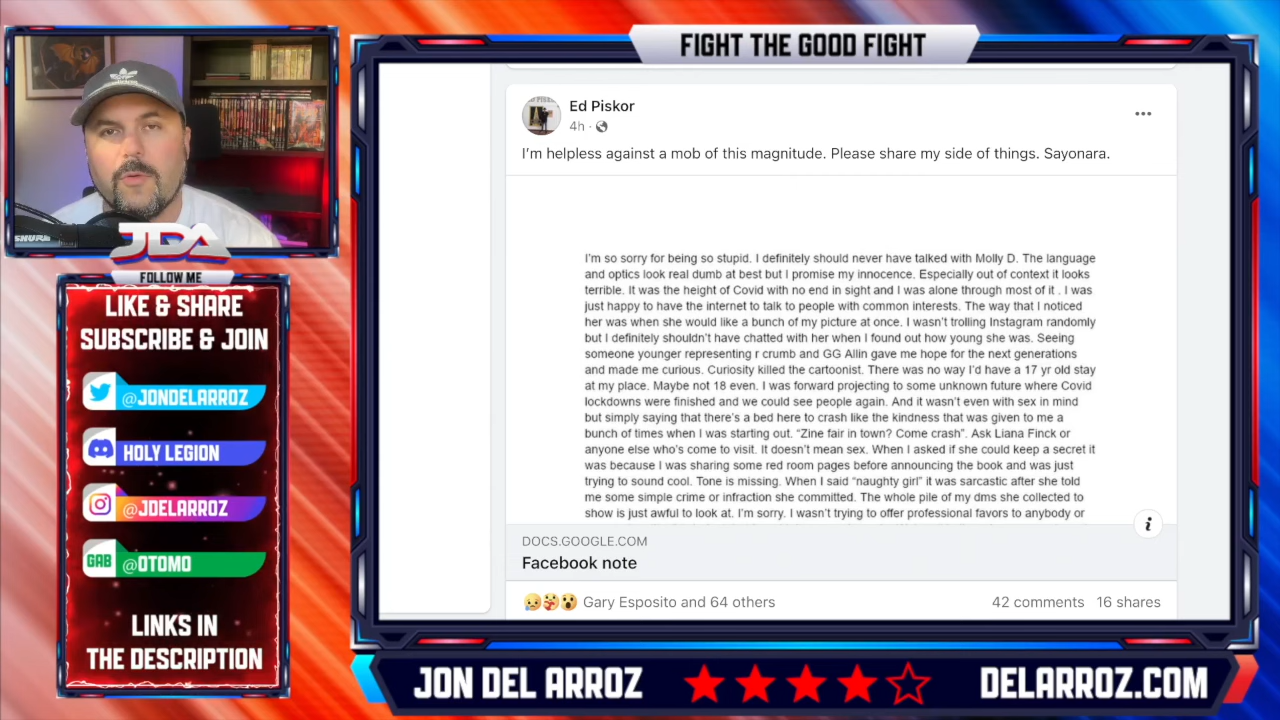 FIGHT THE GOOD FIGHT
Ed Piskor
4h
I'm helpless against a mob of this magnitude. Please share my side of things. Sayonara.
I'm so sorry for being so stupid. I definitely should never have talked with Molly D. The language
and optics look real dumb at best but I promise my innocence. Especially out of context it looks
terrible. It was the height of Covid with no end in sight and I was alone through most of it . I was
just happy to have the internet to talk to people with common interests. The way that I noticed
her was when she would like a bunch of my picture at once. I wasn't trolling Instagram randomly
but I definitely shouldn't have chatted with her when I found out how young she was. Seeing
someone younger representing r crumb and GG Allin gave me hope for the next generations
and made me curious. Curiosity killed the cartoonist. There was no way I'd have a 17 yr old stay
at my place. Maybe not 18 even. I was forward projecting to some unknown future where Covid
lockdowns were finished and we could see people again. And it wasn't even with sex in mind
but simply saying that there's a bed here to crash like the kindness that was given to me a
bunch of times when I was starting out. "Zine fair in town? Come crash". Ask Liana Finck or
anyone else who's come to visit. It doesn't mean sex. When I asked if she could keep a secret it
was because I was sharing some red room pages before announcing the book and was just
trying to sound cool. Tone is missing. When I said "naughty girl" it was sarcastic after she told
me some simple crime or infraction she committed. The whole pile of my dms she collected to
show is just awful to look at. I'm sorry. I wasn't trying to offer professional favors to anybody or
DOCS.GOOGLE.COM
Facebook note
Gary Esposito and 64 others
42 comments 16 shares
SHURE
JDA
FOLLOW ME
LIKE & SHARE
SUBSCRIBE & JOIN
@JONDELARROZ
HOLY LEGION
@JDELARROZ
GAB @OTOMO
LINKS IN
THE DESCRIPTION
JON DEL ARROZ
DELARROZ.COM